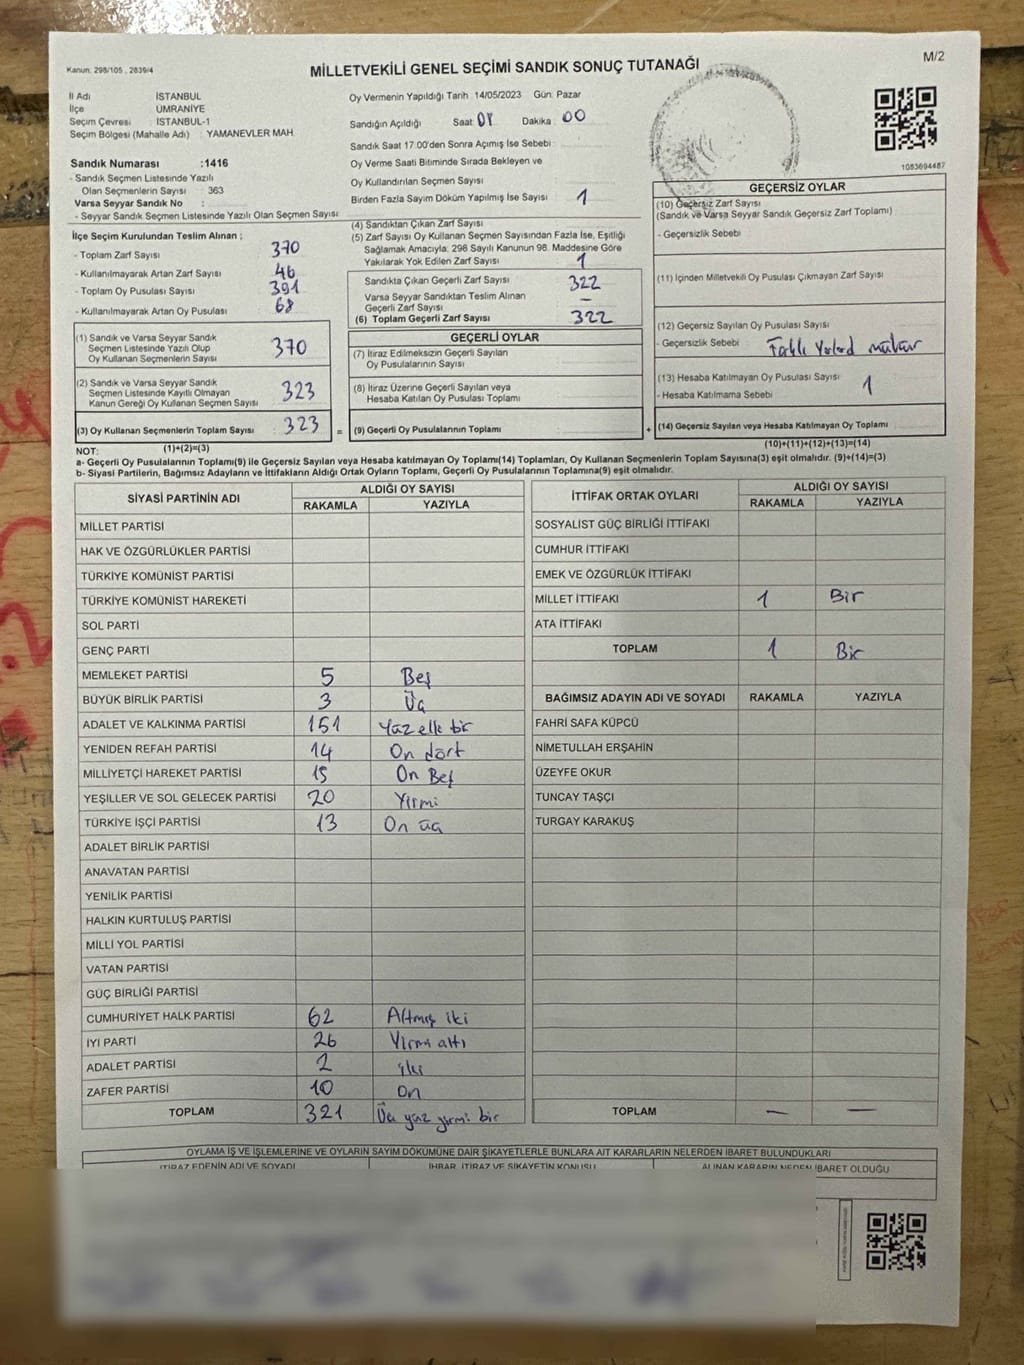 Kanun: 298/105 , 2839/4
M/2
MİLLETVEKİLİ GENEL SEÇİMİ SANDIK SONUÇ TUTANAĞI
İl Adı : İSTANBUL
İlçe : ÜMRANİYE
Seçim Çevresi : İSTANBUL-1
Seçim Bölgesi (Mahalle Adı) : YAMANEVLER MAH.
Sandık Numarası :1416
- Sandık Seçmen Listesinde Yazılı
Olan Seçmenlerin Sayısı : 363
Varsa Seyyar Sandık No :
- Seyyar Sandık Seçmen Listesinde Yazılı Olan Seçmen Sayısı
Oy Vermenin Yapıldığı Tarih :14/05/2023 Gün: Pazar
Sandığın Açıldığı Saat: Dakika : 00
Sandık Saat 17:00'den Sonra Açılmış İse Sebebi :
Oy Verme Saati Bitiminde Sırada Bekleyen ve
Oy Kullandırılan Seçmen Sayısı
Birden Fazla Sayım Döküm Yapılmış İse Sayısı 1
1083694487
İlçe Seçim Kurulundan Teslim Alınan ;
- Toplam Zarf Sayısı 370
- Kullanılmayarak Artan Zarf Sayısı 46
- Toplam Oy Pusulası Sayısı 391
- Kullanılmayarak Artan Oy Pusulası 68
(4) Sandıktan Çıkan Zarf Sayısı
(5) Zarf Sayısı Oy Kullanan Seçmen Sayısından Fazla İse, Eşitliği
Sağlamak Amacıyla; 298 Sayılı Kanunun 98. Maddesine Göre
Yakılarak Yok Edilen Zarf Sayısı 1
Sandıkta Çıkan Geçerli Zarf Sayısı 322
Varsa Seyyar Sandıktan Teslim Alınan
Geçerli Zarf Sayısı —
(6) Toplam Geçerli Zarf Sayısı 322
GEÇERSİZ OYLAR
(10) Geçersiz Zarf Sayısı
(Sandık ve Varsa Seyyar Sandık Geçersiz Zarf Toplamı)
- Geçersizlik Sebebi
(11) İçinden Milletvekili Oy Pusulası Çıkmayan Zarf Sayısı
(12) Geçersiz Sayılan Oy Pusulası Sayısı
- Geçersizlik Sebebi
(13) Hesaba Katılmayan Oy Pusulası Sayısı 1
- Hesaba Katılmama Sebebi
(14) Geçersiz Sayılan veya Hesaba Katılmayan Oy Toplamı
(1) Sandık ve Varsa Seyyar Sandık
Seçmen Listesinde Yazılı Olup
Oy Kullanan Seçmenlerin Sayısı 370
(2) Sandık ve Varsa Seyyar Sandık
Seçmen Listesinde Kayıtlı Olmayan
Kanun Gereği Oy Kullanan Seçmen Sayısı 323
(3) Oy Kullanan Seçmenlerin Toplam Sayısı 323
=
GEÇERLİ OYLAR
(7) İtiraz Edilmeksizin Geçerli Sayılan
Oy Pusulalarının Sayısı
(8) İtiraz Üzerine Geçerli Sayılan veya
Hesaba Katılan Oy Pusulası Toplamı
(9) Geçerli Oy Pusulalarının Toplamı
+
NOT: (1)+(2)=(3) (10)+(11)+(12)+(13)=(14)
a- Geçerli Oy Pusulalarının Toplamı(9) ile Geçersiz Sayılan veya Hesaba katılmayan Oy Toplamı(14) Toplamları, Oy Kullanan Seçmenlerin Toplam Sayısına(3) eşit olmalıdır. (9)+(14)=(3)
b- Siyasi Partilerin, Bağımsız Adayların ve İttifakların Aldığı Ortak Oyların Toplamı, Geçerli Oy Pusulalarının Toplamına(9) eşit olmalıdır.
SİYASİ PARTİNİN ADI ALDIĞI OY SAYISI
RAKAMLA YAZIYLA
MİLLET PARTİSİ
HAK VE ÖZGÜRLÜKLER PARTİSİ
TÜRKİYE KOMÜNİST PARTİSİ
TÜRKİYE KOMÜNİST HAREKETİ
SOL PARTİ
GENÇ PARTİ
MEMLEKET PARTİSİ 5 Beş
BÜYÜK BİRLİK PARTİSİ 3 Üç
ADALET VE KALKINMA PARTİSİ 151 Yüz elli bir
YENİDEN REFAH PARTİSİ 14 On dört
MİLLİYETÇİ HAREKET PARTİSİ 15 On Beş
YEŞİLLER VE SOL GELECEK PARTİSİ 20 Yirmi
TÜRKİYE İŞÇİ PARTİSİ 13 On üç
ADALET BİRLİK PARTİSİ
ANAVATAN PARTİSİ
YENİLİK PARTİSİ
HALKIN KURTULUŞ PARTİSİ
MİLLİ YOL PARTİSİ
VATAN PARTİSİ
GÜÇ BİRLİĞİ PARTİSİ
CUMHURİYET HALK PARTİSİ 62 Altmış iki
İYİ PARTİ 26 Yirmi altı
ADALET PARTİSİ 2 iki
ZAFER PARTİSİ 10 On
TOPLAM 321 Üç yüz yirmi bir
İTTİFAK ORTAK OYLARI ALDIĞI OY SAYISI
RAKAMLA YAZIYLA
SOSYALİST GÜÇ BİRLİĞİ İTTİFAKI
CUMHUR İTTİFAKI
EMEK VE ÖZGÜRLÜK İTTİFAKI
MİLLET İTTİFAKI 1 Bir
ATA İTTİFAKI
TOPLAM 1 Bir
BAĞIMSIZ ADAYIN ADI VE SOYADI RAKAMLA YAZIYLA
FAHRİ SAFA KÜPCÜ
NİMETULLAH ERŞAHİN
ÜZEYFE OKUR
TUNCAY TAŞÇI
TURGAY KARAKUŞ
TOPLAM — —
OYLAMA İŞ VE İŞLEMLERİNE VE OYLARIN SAYIM DÖKÜMÜNE DAİR ŞİKAYETLERLE BUNLARA AİT KARARLARIN NELERDEN İBARET BULUNDUKLARI
İTİRAZ EDENİN ADI VE SOYADI İHBAR, İTİRAZ VE ŞİKAYETİN KONUSU ALINAN KARARIN NEDEN İBARET OLDUĞU